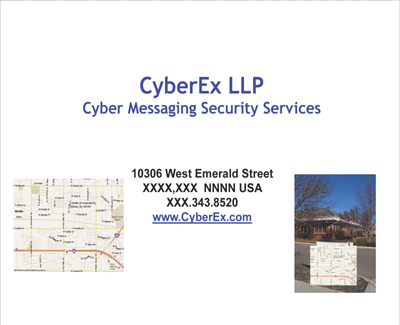 CyberEx LLP
Cyber Messaging Security Services
10306 West Emerald Street
XXXX,XXX NNNN USA
XXX.343.8520
www.CyberEx.com